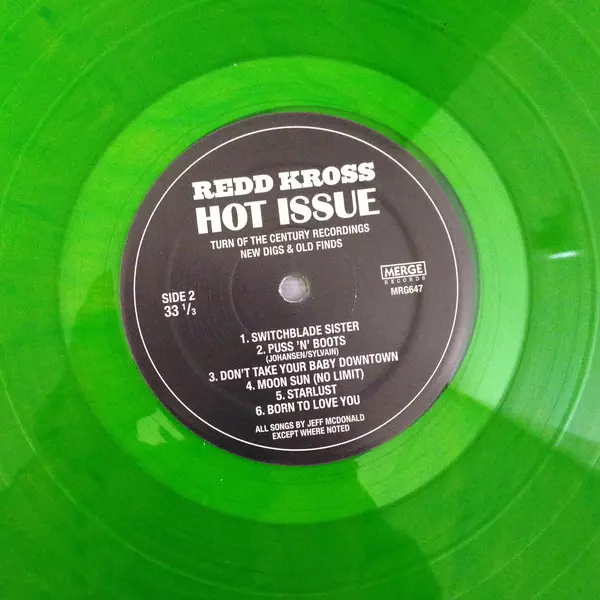 REDD KROSS
HOT ISSUE
TURN OF THE CENTURY RECORDINGS
NEW DIGS & OLD FINDS
MERGE
RECORDS
MRG647
SIDE 2
33 1/3
1. SWITCHBLADE SISTER
2. PUSS 'N' BOOTS
(JOHANSEN/SYLVAIN)
3. DON'T TAKE YOUR BABY DOWNTOWN
4. MOON SUN (NO LIMIT)
5. STARLUST
6. BORN TO LOVE YOU
ALL SONGS BY JEFF MCDONALD
EXCEPT WHERE NOTED